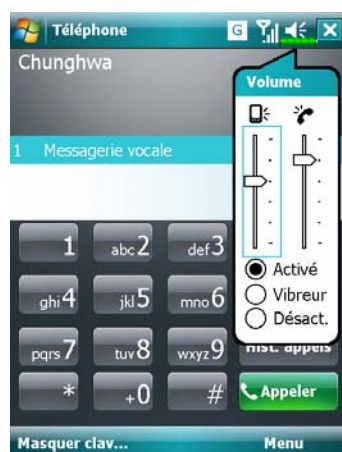 Téléphone G
Chunghwa
Volume
1 Messagerie vocale
Activé
Vibreur
Désact.
1 abc2 def3
ghi4 jkl5 mno6
pqrs7 tuv8 wxyz9 Hist. appels
* +0 # Appeler
Masquer clav... Menu